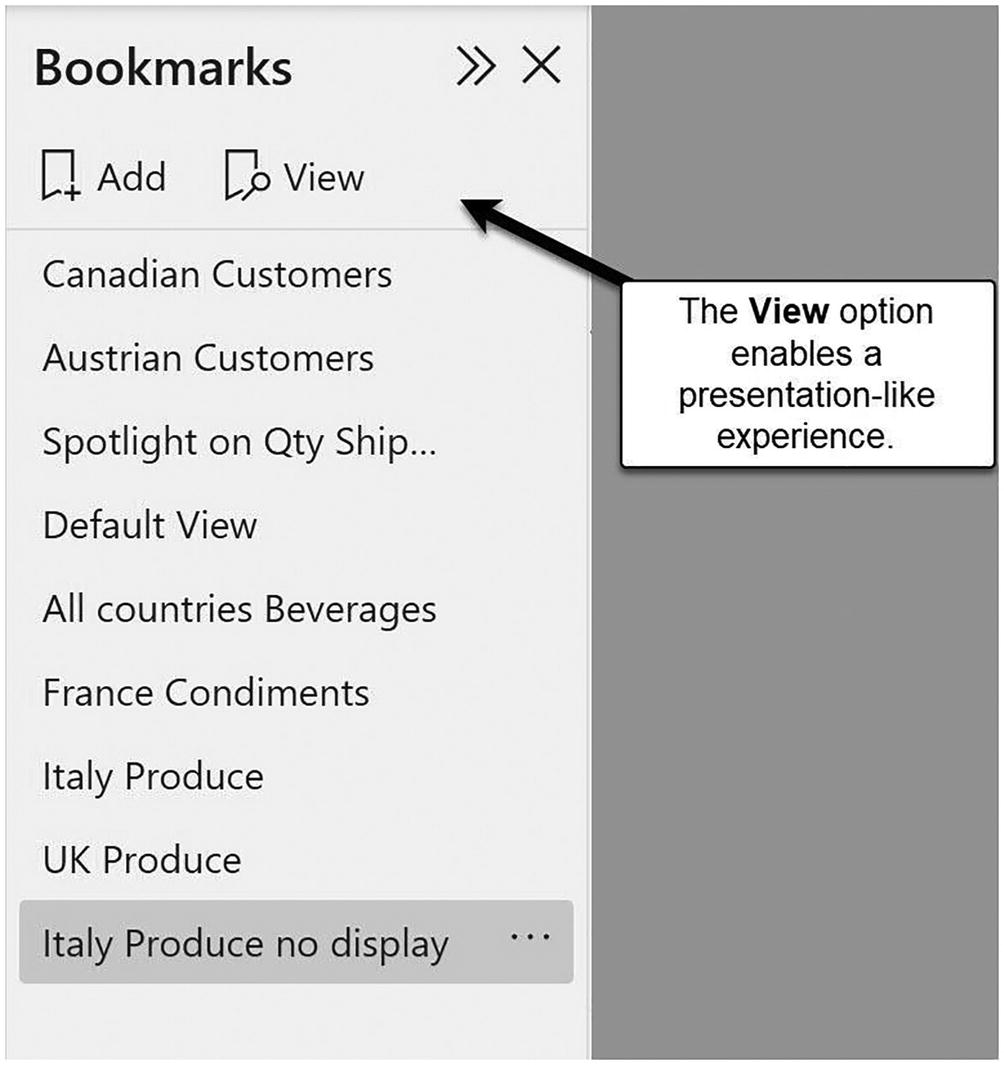 Bookmarks
Add View
Canadian Customers
Austrian Customers
Spotlight on Qty Ship...
Default View
All countries Beverages
France Condiments
Italy Produce
UK Produce
Italy Produce no display ...
The View option
enables a
presentation-like
experience.